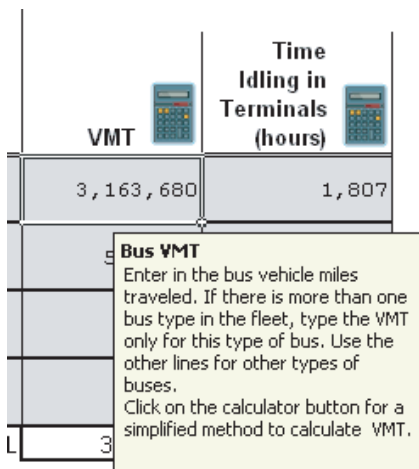 Time
Idling in
Terminals
VMT (hours)
3,163,680 1,807
5
Bus VMT
Enter in the bus vehicle miles
traveled. If there is more than one
bus type in the fleet, type the VMT
only for this type of bus. Use the
other lines for other types of
buses.
Click on the calculator button for a
simplified method to calculate VMT.
L 3